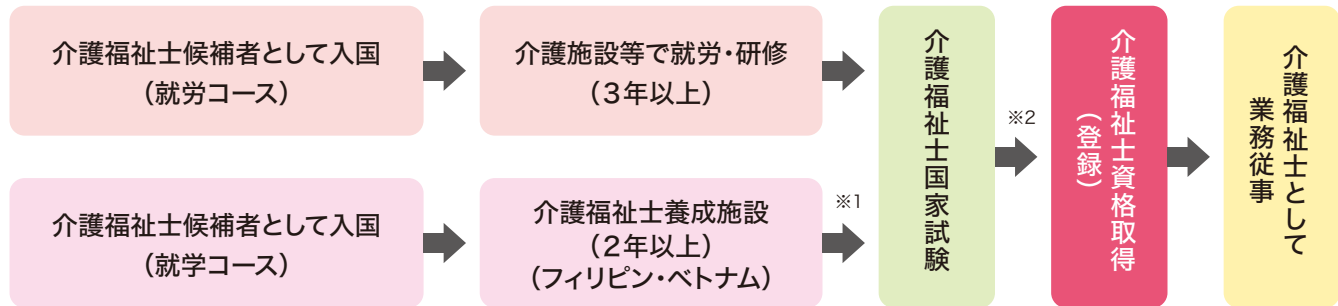 介護福祉士候補者として入国
（就労コース）
介護施設等で就労・研修
（3年以上）
介護福祉士候補者として入国
（就学コース）
介護福祉士養成施設
（2年以上）
（フィリピン・ベトナム）
※1
介護福祉士国家試験
※2
介護福祉士資格取得
（登録）
介護福祉士として
業務従事